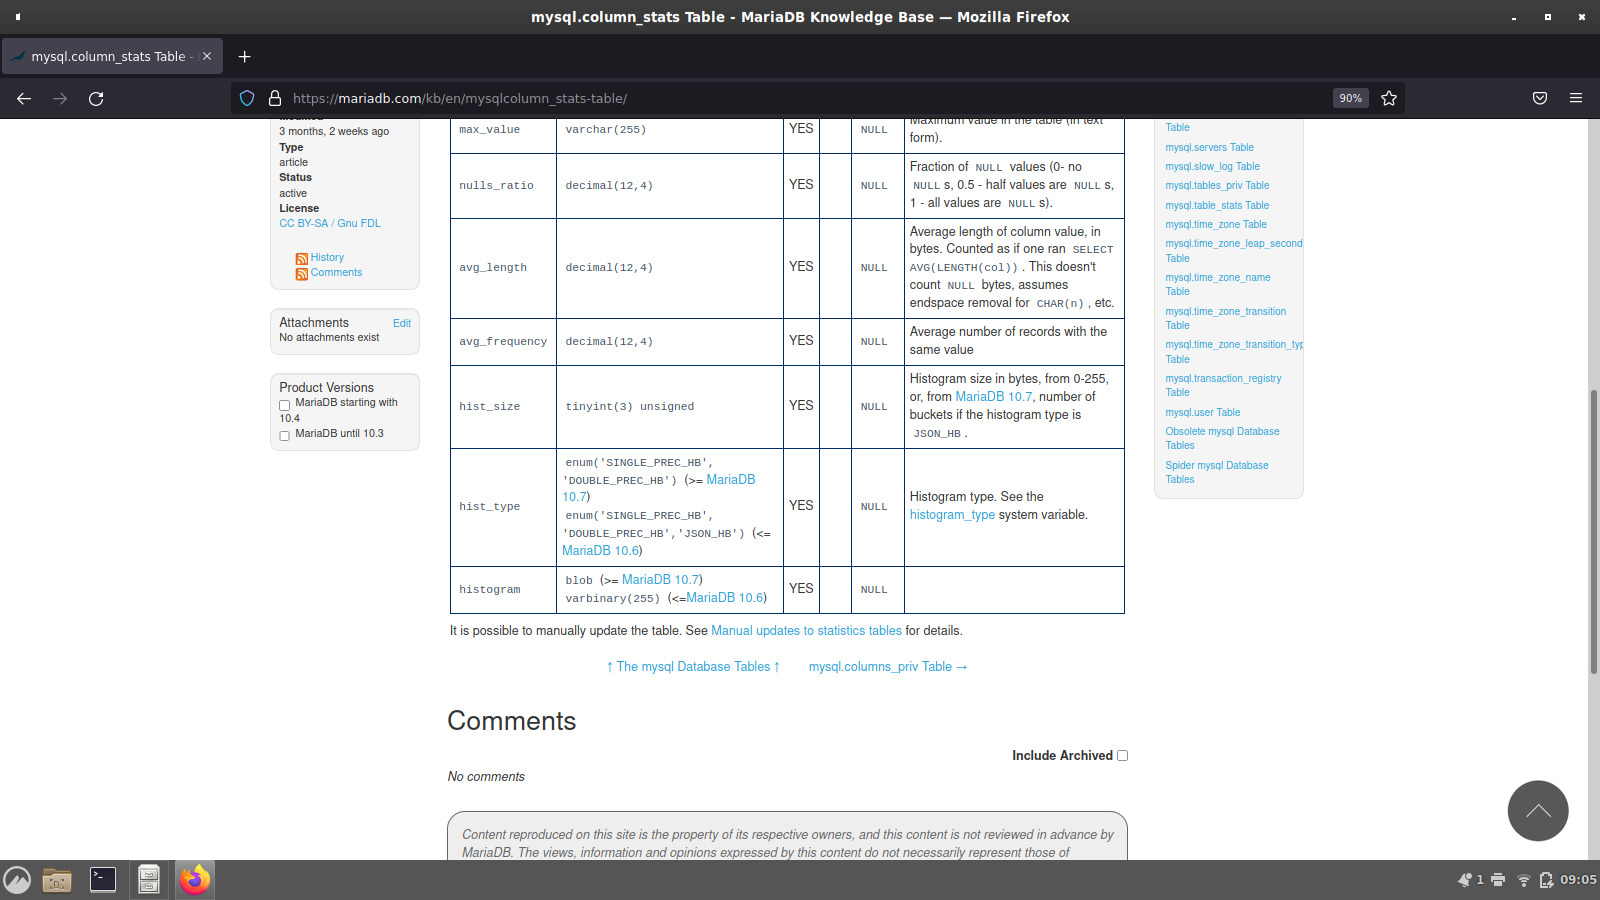 mysql.column_stats Table - MariaDB Knowledge Base — Mozilla Firefox
mysql.column_stats Table -
https://mariadb.com/kb/en/mysqlcolumn_stats-table/
90%
3 months, 2 weeks ago
Type
article
Status
active
License
CC BY-SA / Gnu FDL
History
Comments
Attachments Edit
No attachments exist
Product Versions
MariaDB starting with
10.4
MariaDB until 10.3
max_value varchar(255) YES NULL Maximum value in the table (in text
form).
nulls_ratio decimal(12,4) YES NULL Fraction of NULL values (0- no
NULL s, 0.5 - half values are NULL s,
1 - all values are NULL s).
avg_length decimal(12,4) YES NULL Average length of column value, in
bytes. Counted as if one ran SELECT
AVG(LENGTH(col)) . This doesn't
count NULL bytes, assumes
endspace removal for CHAR(n) , etc.
avg_frequency decimal(12,4) YES NULL Average number of records with the
same value
hist_size tinyint(3) unsigned YES NULL Histogram size in bytes, from 0-255,
or, from MariaDB 10.7, number of
buckets if the histogram type is
JSON_HB .
hist_type enum('SINGLE_PREC_HB',
'DOUBLE_PREC_HB') (>= MariaDB
10.7)
enum('SINGLE_PREC_HB',
'DOUBLE_PREC_HB','JSON_HB') (<=
MariaDB 10.6) YES NULL Histogram type. See the
histogram_type system variable.
histogram blob (>= MariaDB 10.7)
varbinary(255) (<=MariaDB 10.6) YES NULL
It is possible to manually update the table. See Manual updates to statistics tables for details.
↑ The mysql Database Tables ↑ mysql.columns_priv Table →
Comments
Include Archived
No comments
Content reproduced on this site is the property of its respective owners, and this content is not reviewed in advance by
MariaDB. The views, information and opinions expressed by this content do not necessarily represent those of
Table
mysql.servers Table
mysql.slow_log Table
mysql.tables_priv Table
mysql.table_stats Table
mysql.time_zone Table
mysql.time_zone_leap_second
Table
mysql.time_zone_name
Table
mysql.time_zone_transition
Table
mysql.time_zone_transition_typ
Table
mysql.transaction_registry
Table
mysql.user Table
Obsolete mysql Database
Tables
Spider mysql Database
Tables
1
09:05